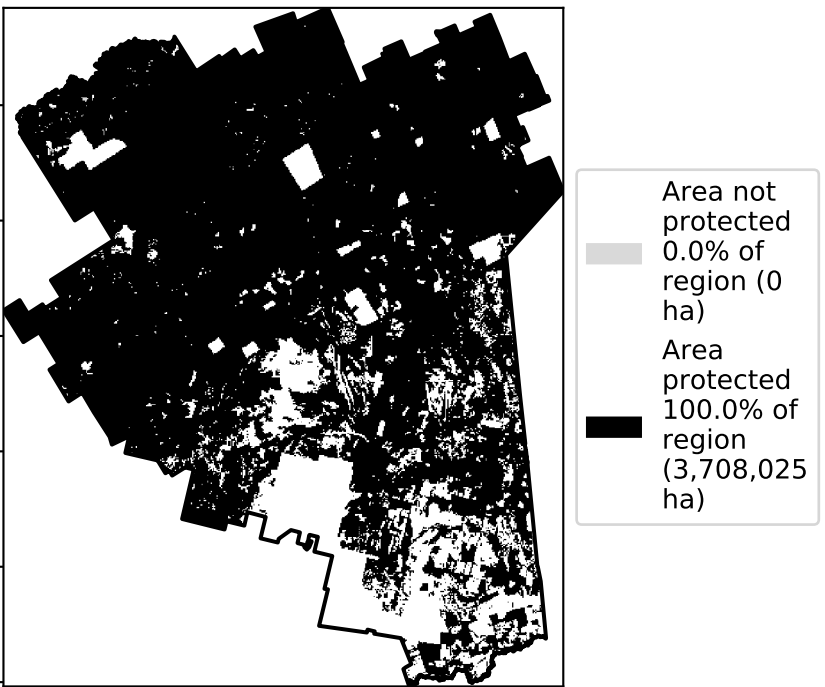 Area not
protected
0.0% of
region (0
ha)
Area
protected
100.0% of
region
(3,708,025
ha)